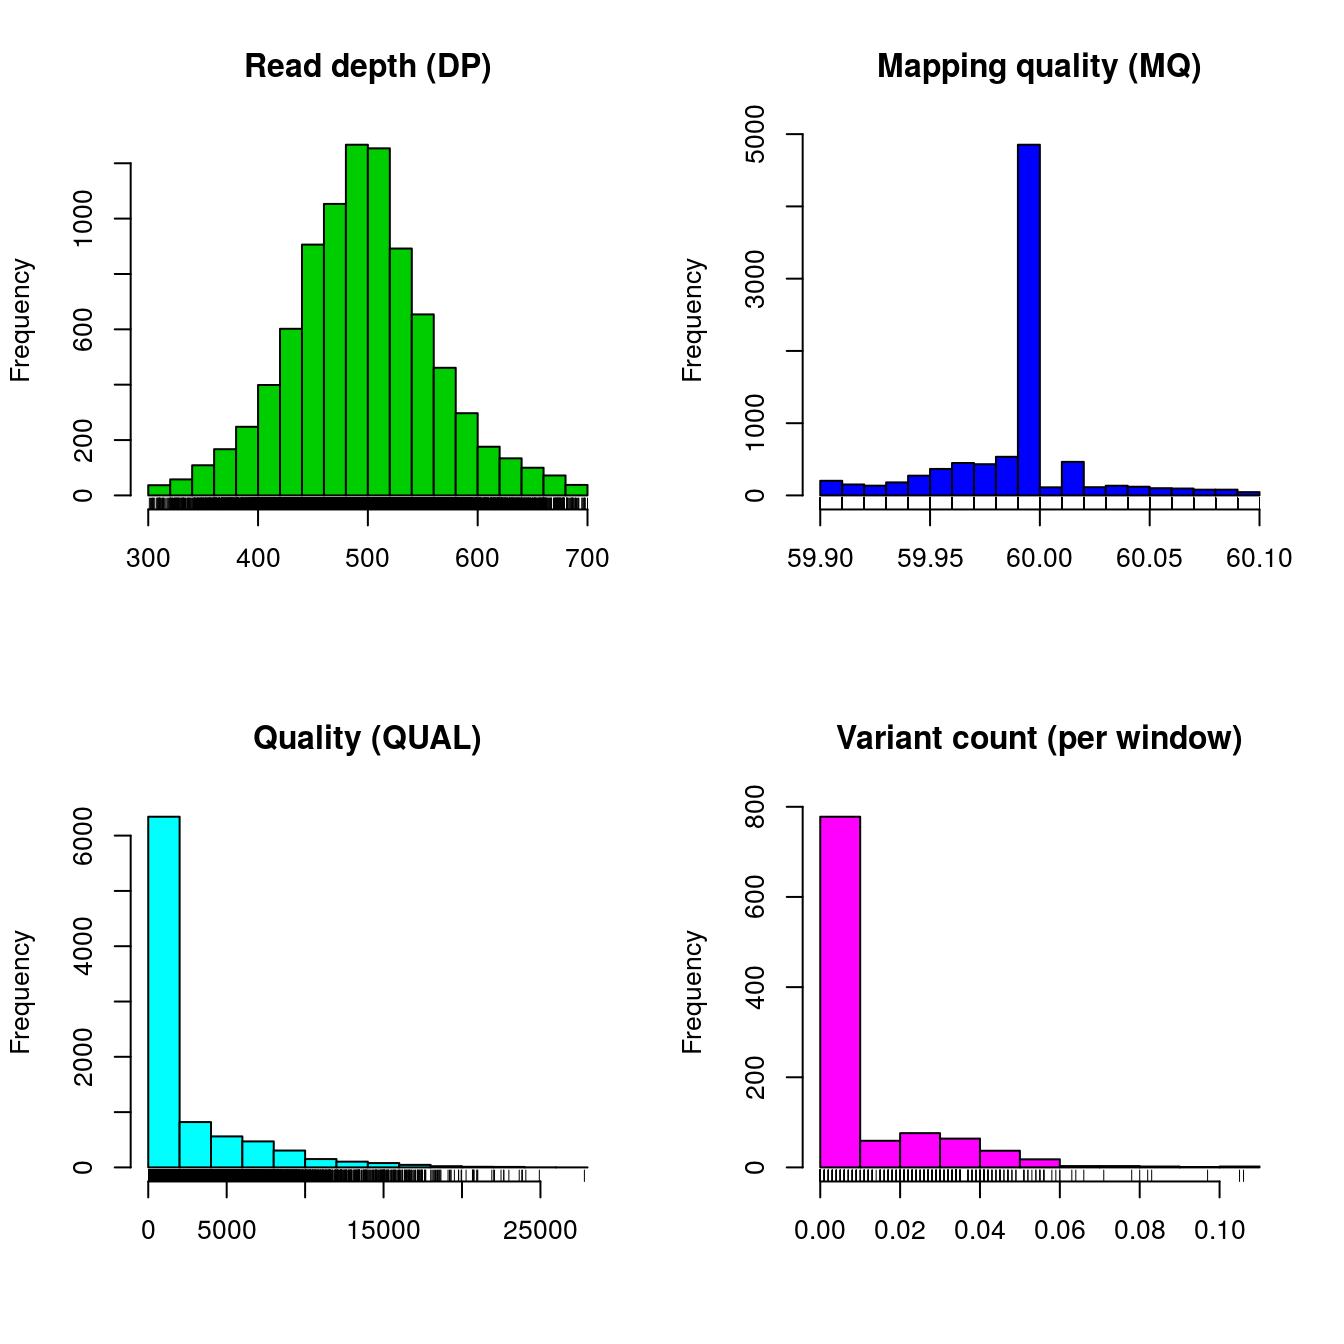 Read depth (DP)
Frequency
0 200 600 1000
300 400 500 600 700
Mapping quality (MQ)
Frequency
0 1000 3000 5000
59.90 59.95 60.00 60.05 60.10
Quality (QUAL)
Frequency
0 2000 4000 6000
0 5000 15000 25000
Variant count (per window)
Frequency
0 200 400 600 800
0.00 0.02 0.04 0.06 0.08 0.10